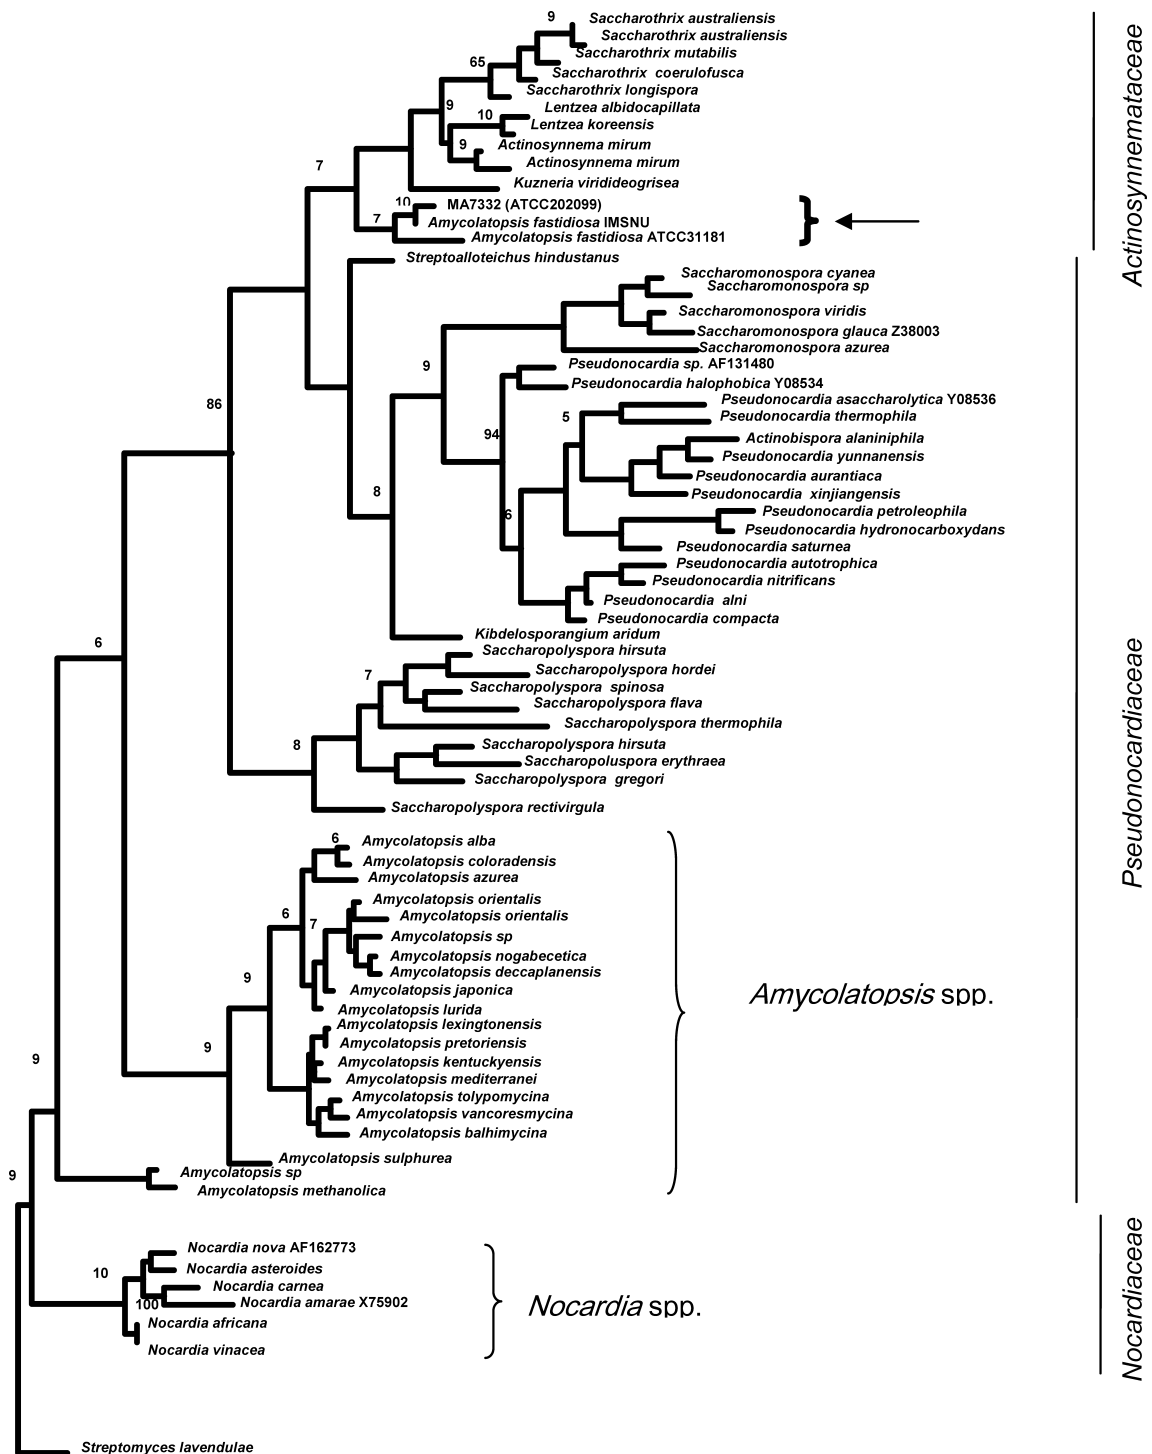 9
Saccharothrix australiensis
Saccharothrix australiensis
Saccharothrix mutabilis
65
Saccharothrix coerulofusca
Saccharothrix longispora
9
Lentzea albidocapillata
10
Lentzea koreensis
9
Actinosynnema mirum
Actinosynnema mirum
7
Kuzneria virideogrisea
10
MA7332 (ATCC202099)
7
Amycolatopsis fastidiosa IMSNU
Amycolatopsis fastidiosa ATCC31181
Actinosynnemataceae
Streptoalloteichus hindustanus
Saccharomonospora cyanea
Saccharomonospora sp
Saccharomonospora viridis
Saccharomonospora glauca Z38003
Saccharomonospora azurea
9
Pseudonocardia sp. AF131480
Pseudonocardia halophobica Y08534
86
Pseudonocardia asaccharolytica Y08536
5
Pseudonocardia thermophila
94
Actinobispora alaniniphila
Pseudonocardia yunnanensis
Pseudonocardia aurantiaca
8
Pseudonocardia xinjiangensis
6
Pseudonocardia petroleophila
Pseudonocardia hydronocarboxydans
Pseudonocardia saturnea
Pseudonocardia autotrophica
Pseudonocardia nitrificans
Pseudonocardia alni
Pseudonocardia compacta
Kibdelosporangium aridum
6
Saccharopolyspora hirsuta
7
Saccharopolyspora hordei
Saccharopolyspora spinosa
Saccharopolyspora flava
Saccharopolyspora thermophila
8
Saccharopolyspora hirsuta
Saccharopoluspora erythraea
Saccharopolyspora gregori
Saccharopolyspora rectivirgula
Pseudonocardiaceae
6
Amycolatopsis alba
Amycolatopsis coloradensis
Amycolatopsis azurea
Amycolatopsis orientalis
6
Amycolatopsis orientalis
7
Amycolatopsis sp
Amycolatopsis nogabecetica
Amycolatopsis deccaplanensis
9
Amycolatopsis japonica
Amycolatopsis spp.
Amycolatopsis lurida
Amycolatopsis lexingtonensis
9
Amycolatopsis pretoriensis
9
Amycolatopsis kentuckyensis
Amycolatopsis mediterranei
Amycolatopsis tolypomycina
Amycolatopsis vancoresmycina
Amycolatopsis balhimycina
Amycolatopsis sulphurea
9
Amycolatopsis sp
Amycolatopsis methanolica
Nocardia nova AF162773
10
Nocardia asteroides
Nocardia carnea
100
Nocardia amarae X75902
Nocardia spp.
Nocardia africana
Nocardia vinacea
Nocardiaceae
Streptomyces lavendulae